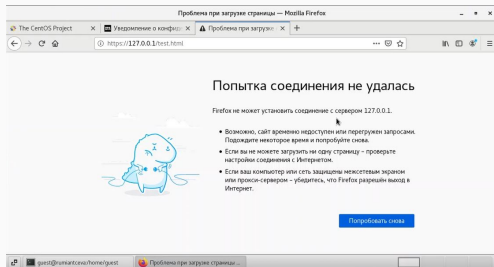 Проблема при загрузке страницы — Mozilla Firefox
The CentOS Project
Уведомление о конфид
Проблема при загрузке
https://127.0.0.1/test.html
Попытка соединения не удалась
Firefox не может установить соединение с сервером 127.0.0.1.
Возможно, сайт временно недоступен или перегружен запросами.
Подождите некоторое время и попробуйте снова.
Если вы не можете загрузить ни одну страницу – проверьте
настройки соединения с Интернетом.
Если ваш компьютер или сеть защищены межсетевым экраном
или прокси-сервером – убедитесь, что Firefox разрешён выход в
Интернет.
Попробовать снова
guest@rumiantceva:/home/guest
Проблема при загрузке страницы...